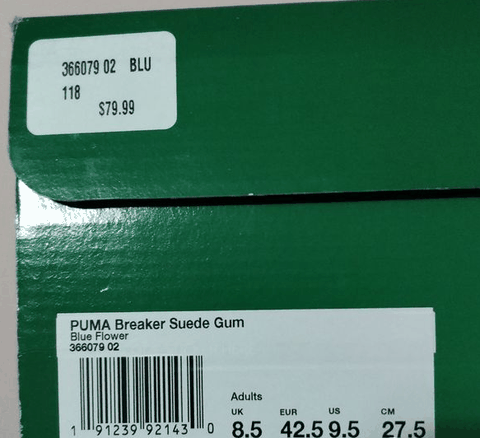 366079 02 BLU
118
$79.99
PUMA Breaker Suede Gum
Blue Flower
366079 02
Adults
UK EUR US CM
8.5 42.5 9.5 27.5
1 91239 92143 0